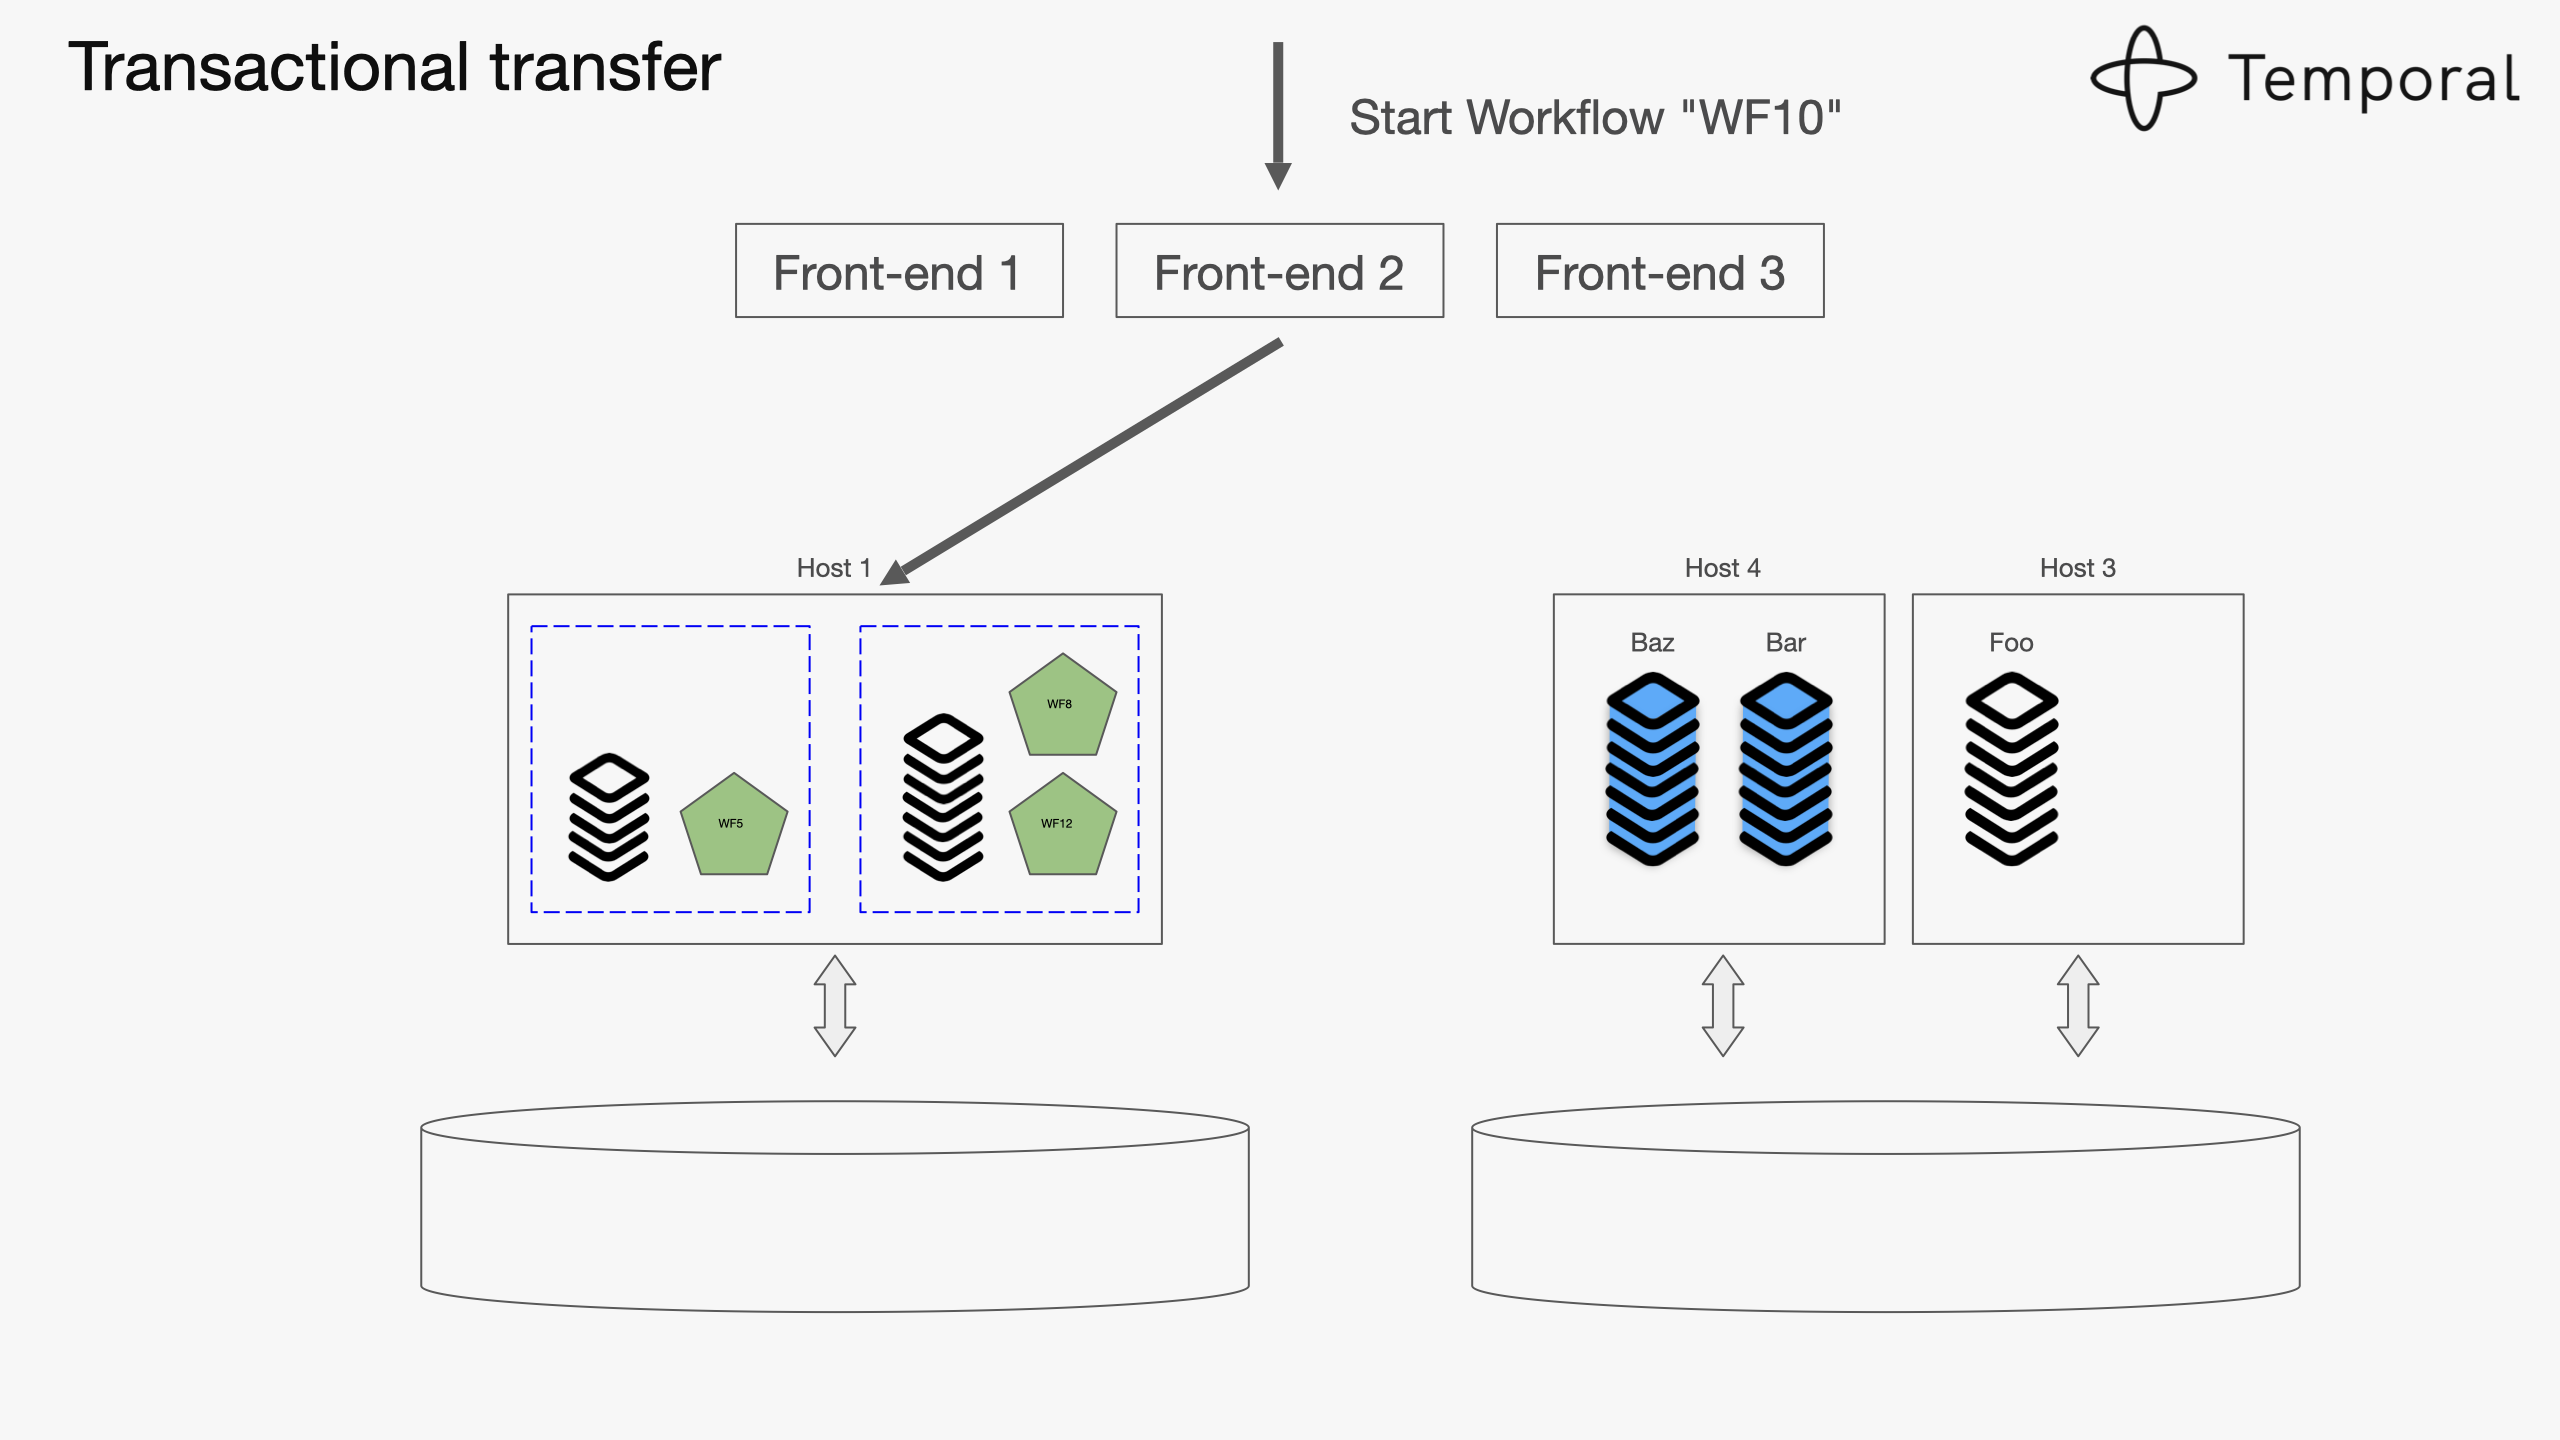 Transactional transfer
Temporal
Start Workflow "WF10"
Front-end 1
Front-end 2
Front-end 3
Host 1
Host 4
Host 3
Baz
Bar
Foo
WF8
WF5
WF12